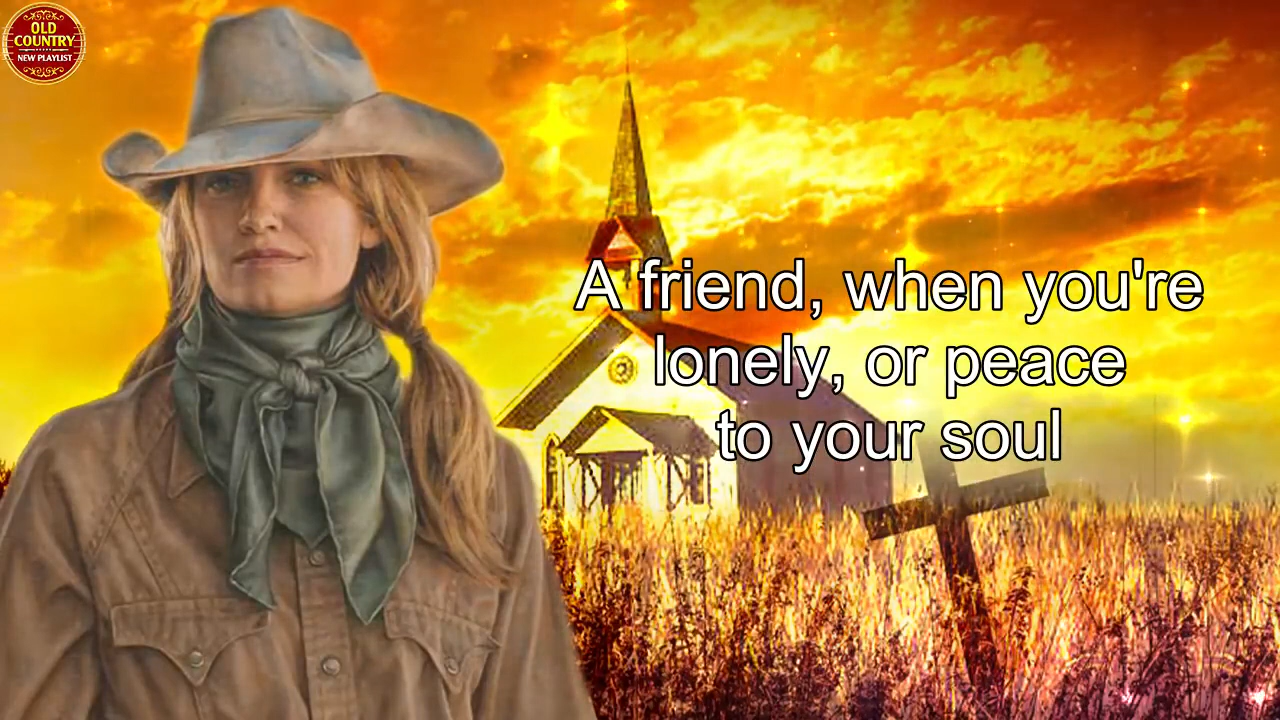 OLD
COUNTRY
NEW PLAYLIST
A friend, when you're
lonely, or peace
to your soul